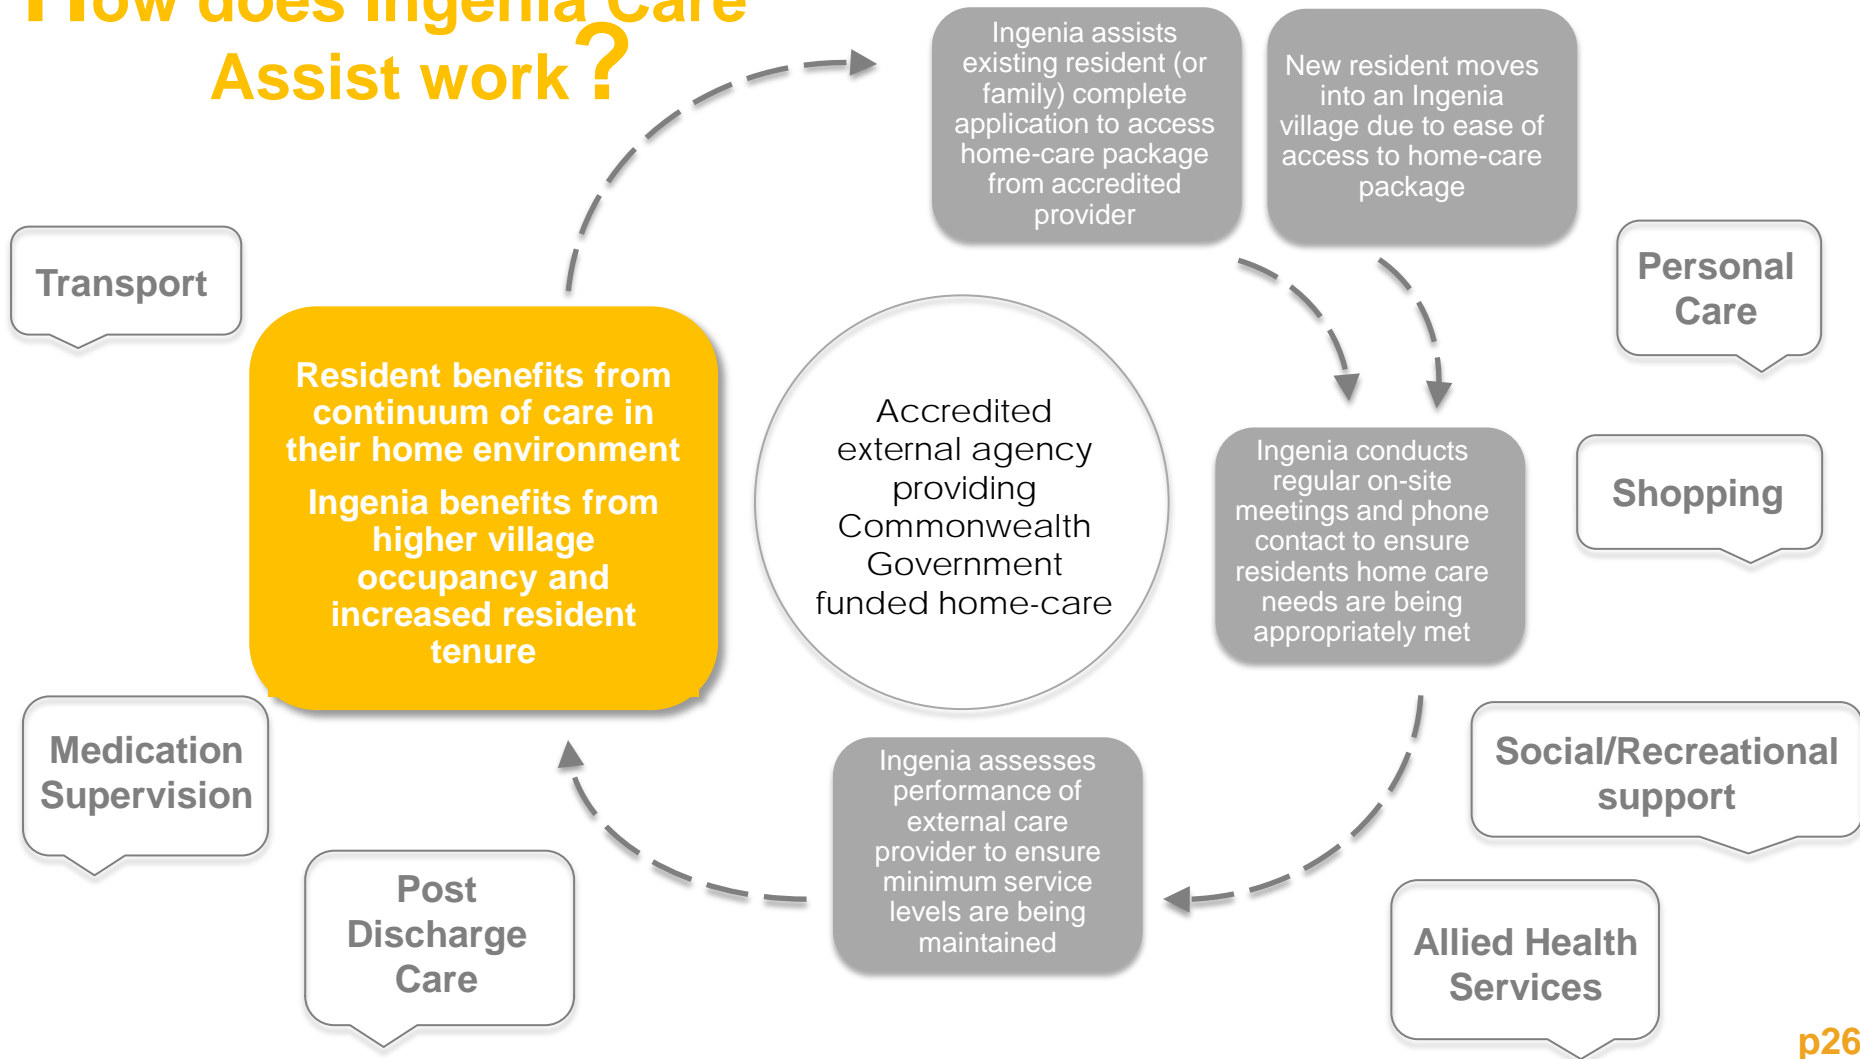 How does Ingenia Care
Assist work?
Ingenia assists
existing resident (or
family) complete
application to access
home-care package
from accredited
provider
New resident moves
into an Ingenia
village due to ease of
access to home-care
package
Transport
Personal
Care
Resident benefits from
continuum of care in
their home environment
Ingenia benefits from
higher village
occupancy and
increased resident
tenure
Accredited
external agency
providing
Commonwealth
Government
funded home-care
Ingenia conducts
regular on-site
meetings and phone
contact to ensure
residents home care
needs are being
appropriately met
Shopping
Medication
Supervision
Ingenia assesses
performance of
external care
provider to ensure
minimum service
levels are being
maintained
Social/Recreational
support
Post
Discharge
Care
Allied Health
Services
p26